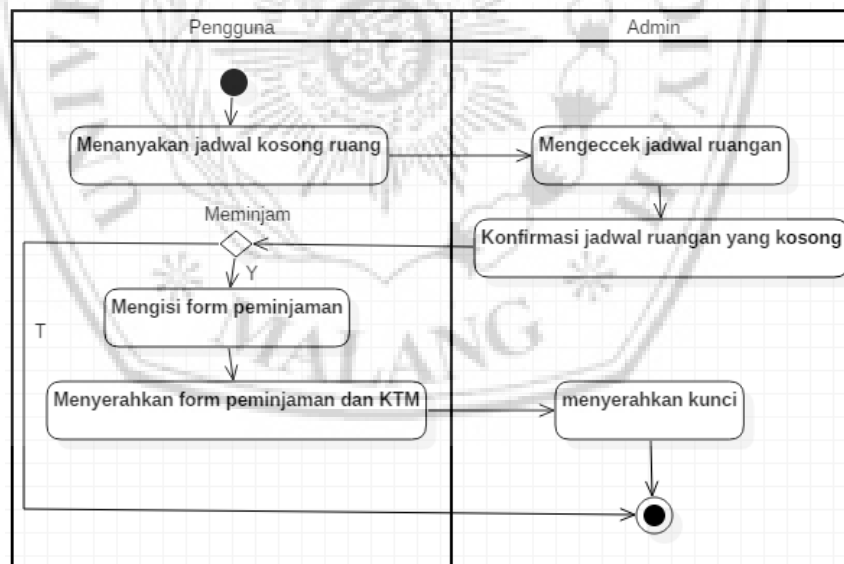 Pengguna
Admin
Menanyakan jadwal kosong ruang
Mengeccek jadwal ruangan
Meminjam
Konfirmasi jadwal ruangan yang kosong
Y
Mengisi form peminjaman
T
Menyerahkan form peminjaman dan KTM
menyerahkan kunci
MALANG